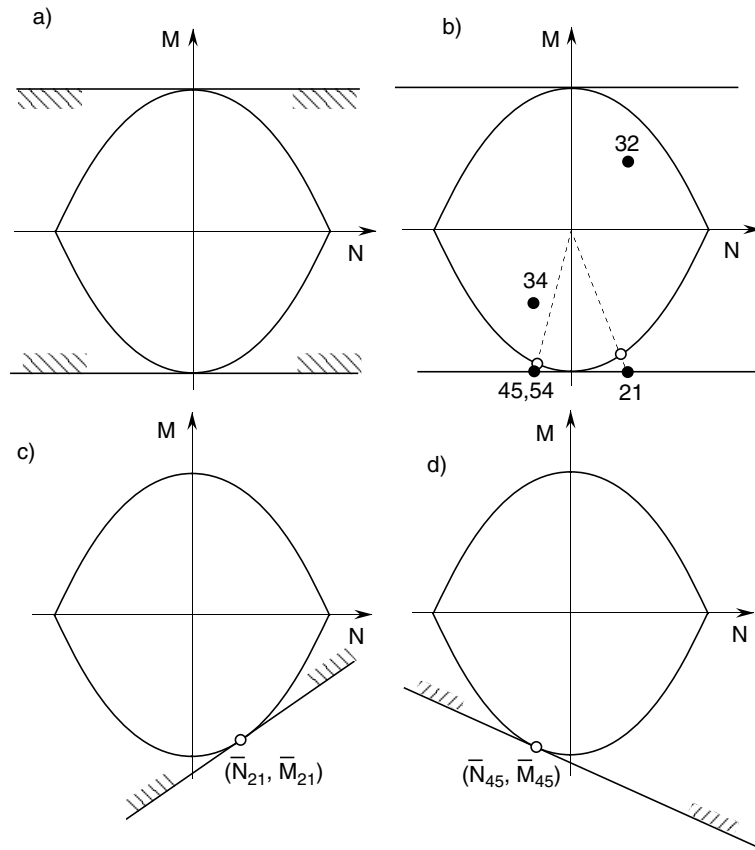 a)
M
N
b)
M
32
N
34
45,54
21
c)
M
N
(N̅₂₁, M̅₂₁)
d)
M
N
(N̅₄₅, M̅₄₅)